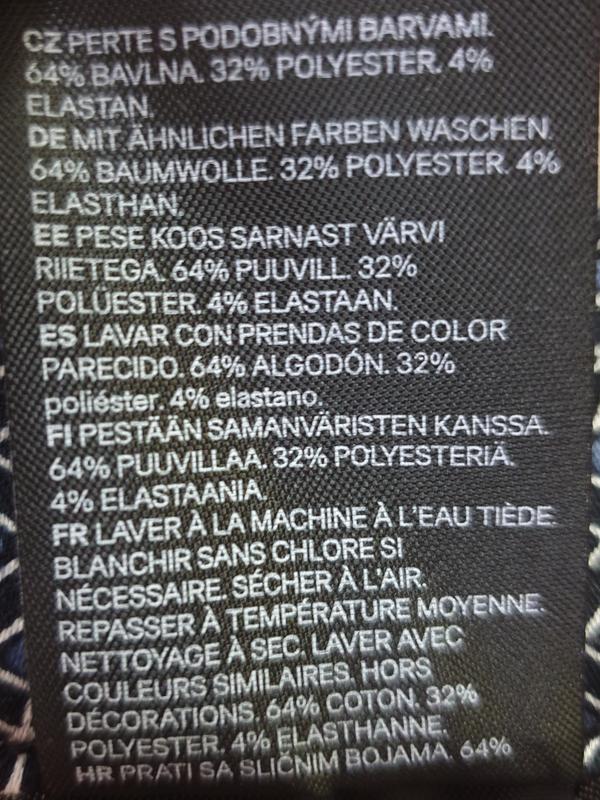 CZ PERTE S PODOBNÝMI BARVAMI.
64% BAVLNA. 32% POLYESTER. 4%
ELASTAN.
DE MIT ÄHNLICHEN FARBEN WASCHEN.
64% BAUMWOLLE. 32% POLYESTER. 4%
ELASTHAN.
EE PESE KOOS SARNAST VÄRVI
RIIETEGA. 64% PUUVILL. 32%
POLÜESTER. 4% ELASTAAN.
ES LAVAR CON PRENDAS DE COLOR
PARECIDO. 64% ALGODÓN. 32%
poliéster. 4% elastano.
FI PESTÄÄN SAMANVÄRISTEN KANSSA.
64% PUUVILLAA. 32% POLYESTERIÄ.
4% ELASTAANIA.
FR LAVER À LA MACHINE À L'EAU TIÈDE.
BLANCHIR SANS CHLORE SI
NÉCESSAIRE. SÉCHER À L'AIR.
REPASSER À TEMPÉRATURE MOYENNE.
NETTOYAGE À SEC. LAVER AVEC
COULEURS SIMILAIRES. HORS
DÉCORATIONS. 64% COTON. 32%
POLYESTER. 4% ELASTHANNE.
HR PRATI SA SLIČNIM BOJAMA. 64%